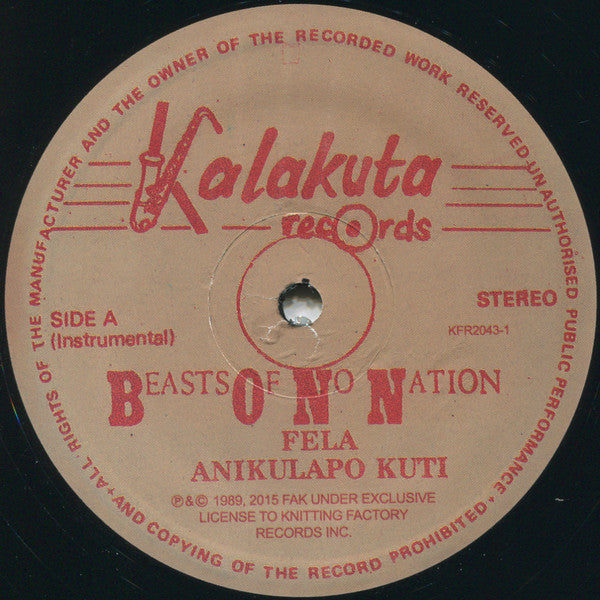 ALL RIGHTS OF THE MANUFACTURER AND THE OWNER OF THE RECORDED WORK RESERVED UNAUTHORISED PUBLIC PERFORMANCE + AND COPYING OF THE RECORD PROHIBITED +
Kalakuta
records
SIDE A
(Instrumental)
STEREO
KFR2043-1
BEASTS OF NO NATION
FELA
ANIKULAPO KUTI
℗&© 1989, 2015 FAK UNDER EXCLUSIVE
LICENSE TO KNITTING FACTORY
RECORDS INC.